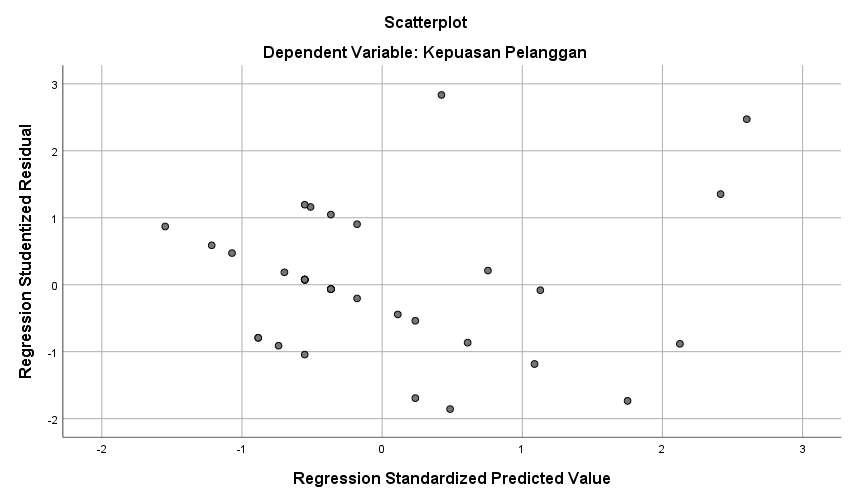 Scatterplot
Dependent Variable: Kepuasan Pelanggan
Regression Studentized Residual
3
2
1
0
-1
-2
-2 -1 0 1 2 3
Regression Standardized Predicted Value